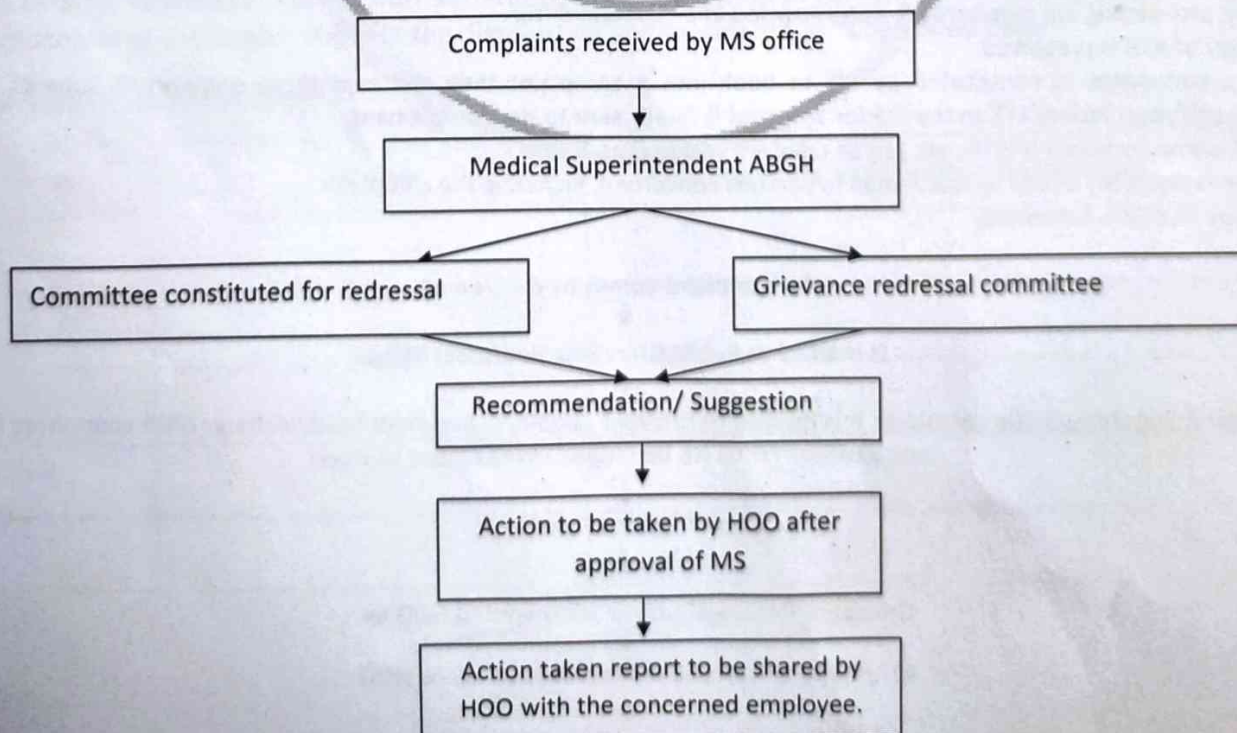 Complaints received by MS office
Medical Superintendent ABGH
Committee constituted for redressal
Grievance redressal committee
Recommendation/ Suggestion
Action to be taken by HOO after
approval of MS
Action taken report to be shared by
HOO with the concerned employee.